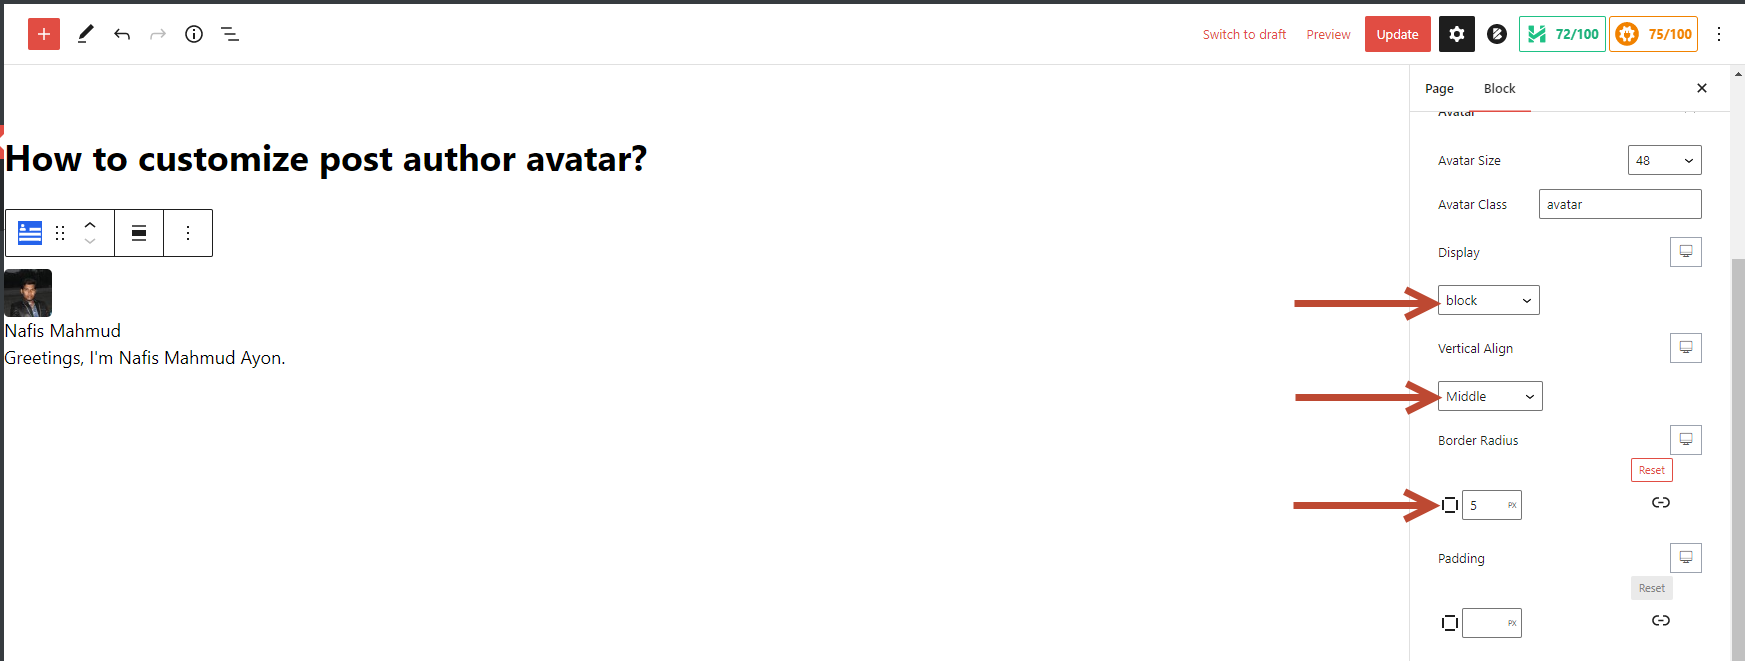 Switch to draft Preview Update 72/100 75/100
Page Block
Avatar
How to customize post author avatar?
Avatar Size 48
Avatar Class avatar
Display
block
Nafis Mahmud
Greetings, I'm Nafis Mahmud Ayon.
Vertical Align
Middle
Border Radius
Reset
5 PX
Padding
Reset
PX